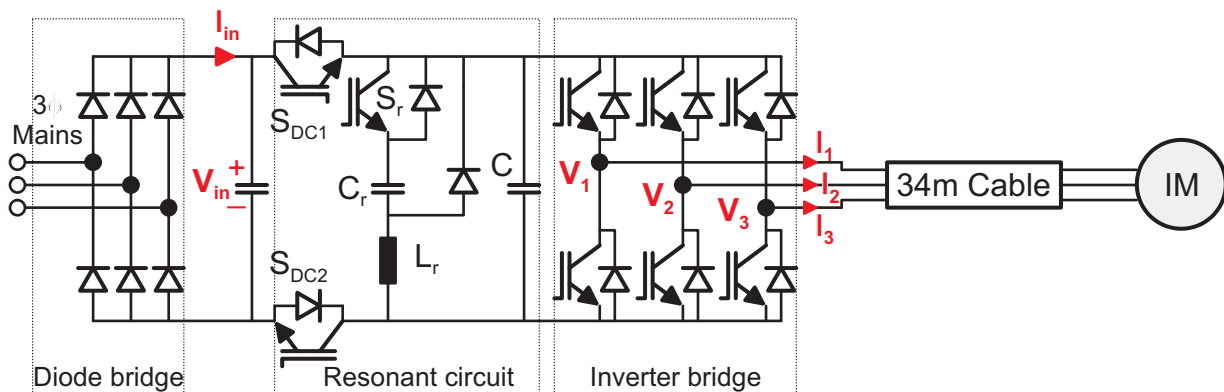 I_in
3ϕ
Mains
S_DC1
S_r
V_in
+
−
C_r
C
L_r
S_DC2
V_1
V_2
V_3
I_1
I_2
I_3
34m Cable
IM
Diode bridge
Resonant circuit
Inverter bridge